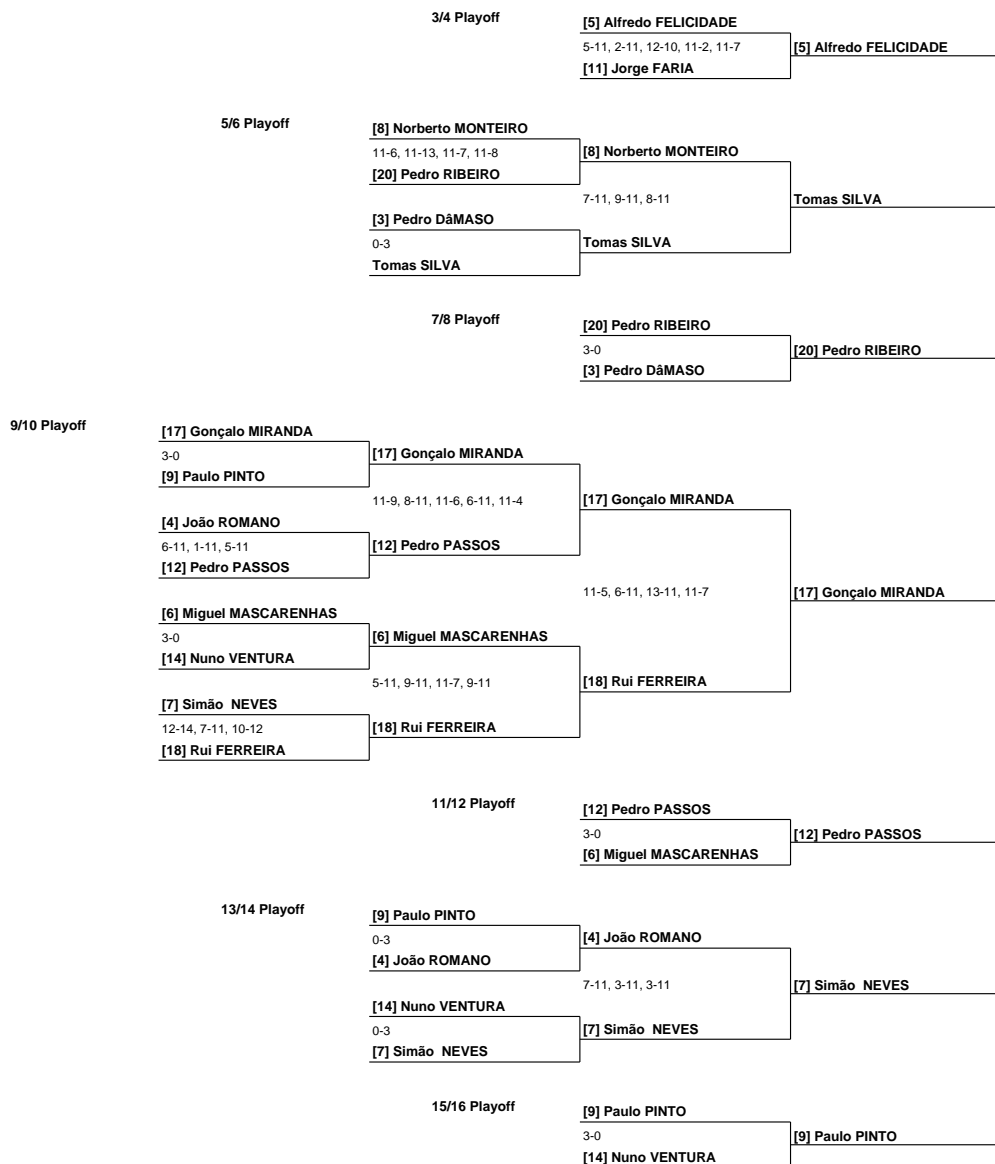 3/4 Playoff
[5] Alfredo FELICIDADE
5-11, 2-11, 12-10, 11-2, 11-7
[5] Alfredo FELICIDADE
[11] Jorge FARIA
5/6 Playoff
[8] Norberto MONTEIRO
11-6, 11-13, 11-7, 11-8
[8] Norberto MONTEIRO
[20] Pedro RIBEIRO
7-11, 9-11, 8-11
Tomas SILVA
[3] Pedro DâMASO
0-3
Tomas SILVA
Tomas SILVA
7/8 Playoff
[20] Pedro RIBEIRO
3-0
[20] Pedro RIBEIRO
[3] Pedro DâMASO
9/10 Playoff
[17] Gonçalo MIRANDA
3-0
[17] Gonçalo MIRANDA
[9] Paulo PINTO
11-9, 8-11, 11-6, 6-11, 11-4
[17] Gonçalo MIRANDA
[4] João ROMANO
6-11, 1-11, 5-11
[12] Pedro PASSOS
[12] Pedro PASSOS
11-5, 6-11, 13-11, 11-7
[17] Gonçalo MIRANDA
[6] Miguel MASCARENHAS
3-0
[6] Miguel MASCARENHAS
[14] Nuno VENTURA
5-11, 9-11, 11-7, 9-11
[18] Rui FERREIRA
[7] Simão  NEVES
12-14, 7-11, 10-12
[18] Rui FERREIRA
[18] Rui FERREIRA
11/12 Playoff
[12] Pedro PASSOS
3-0
[12] Pedro PASSOS
[6] Miguel MASCARENHAS
13/14 Playoff
[9] Paulo PINTO
0-3
[4] João ROMANO
[4] João ROMANO
7-11, 3-11, 3-11
[7] Simão  NEVES
[14] Nuno VENTURA
0-3
[7] Simão  NEVES
[7] Simão  NEVES
15/16 Playoff
[9] Paulo PINTO
3-0
[9] Paulo PINTO
[14] Nuno VENTURA